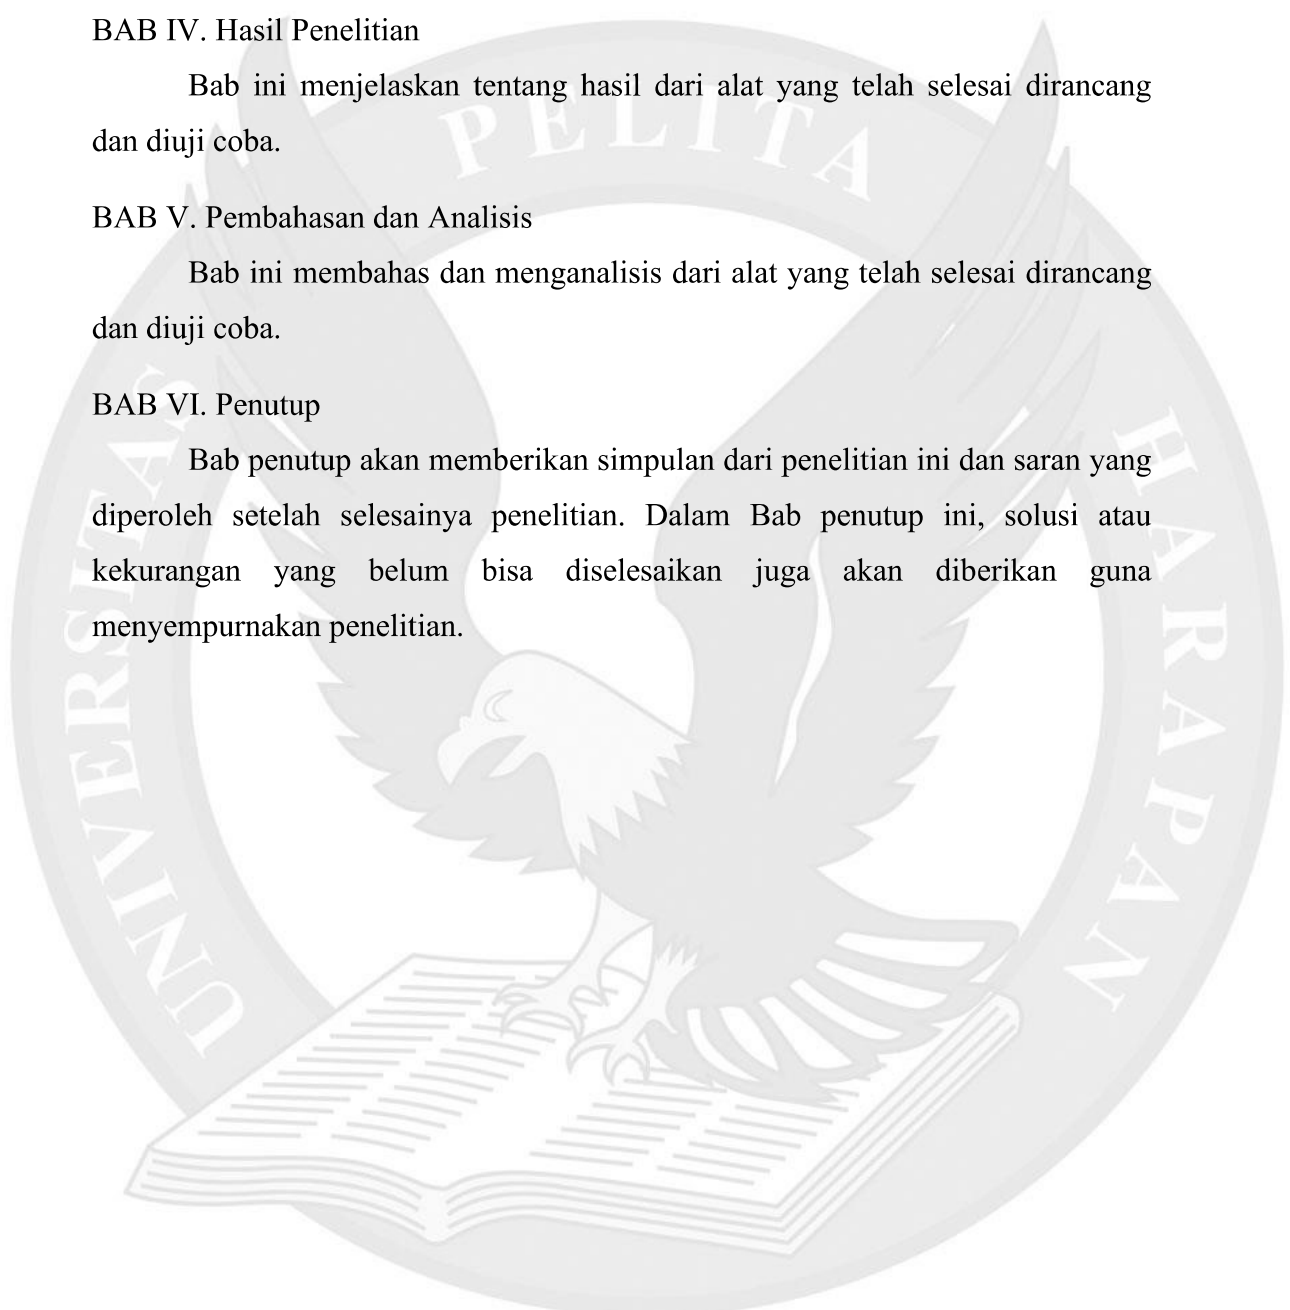 BAB IV. Hasil Penelitian
Bab ini menjelaskan tentang hasil dari alat yang telah selesai dirancang
dan diuji coba.
BAB V. Pembahasan dan Analisis
Bab ini membahas dan menganalisis dari alat yang telah selesai dirancang
dan diuji coba.
BAB VI. Penutup
Bab penutup akan memberikan simpulan dari penelitian ini dan saran yang
diperoleh setelah selesainya penelitian. Dalam Bab penutup ini, solusi atau
kekurangan yang belum bisa diselesaikan juga akan diberikan guna
menyempurnakan penelitian.
UNIVERSITAS PELITA HARAPAN